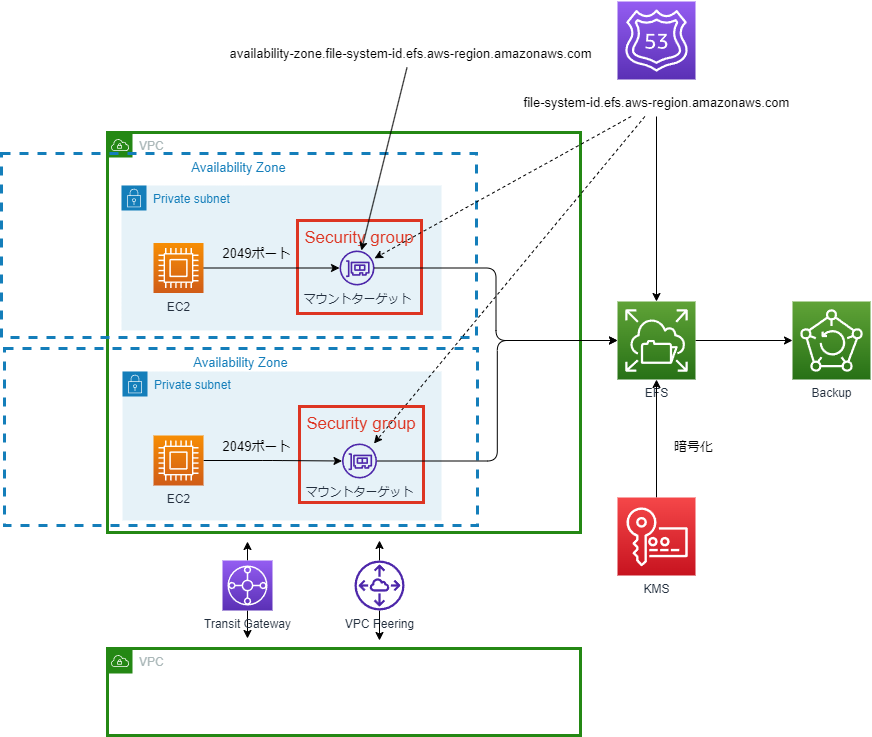 53
availability-zone.file-system-id.efs.aws-region.amazonaws.com
file-system-id.efs.aws-region.amazonaws.com
VPC
Availability Zone
Private subnet
Security group
2049ポート
EC2
マウントターゲット
Availability Zone
Private subnet
Security group
2049ポート
EC2
マウントターゲット
EFS
Backup
暗号化
KMS
Transit Gateway
VPC Peering
VPC